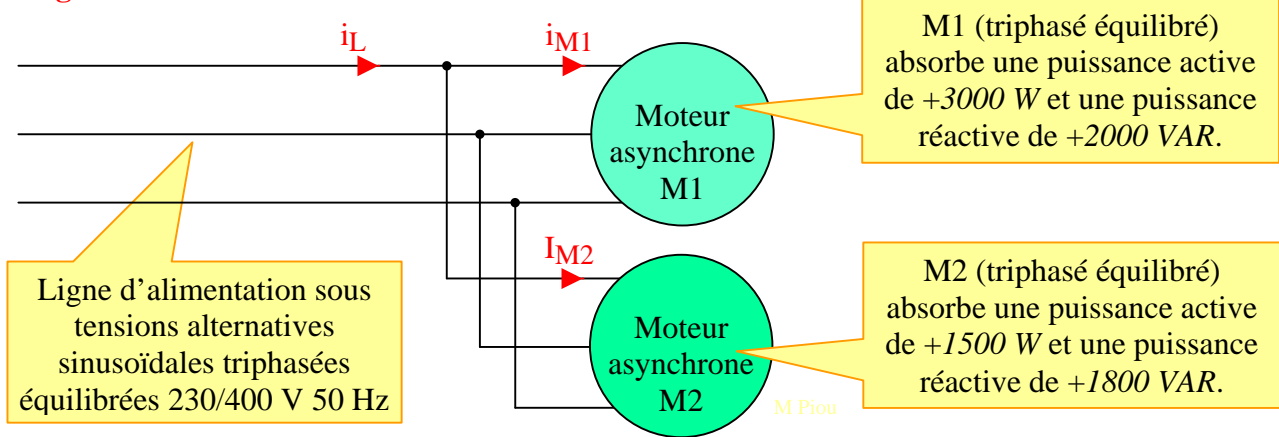 iL
iM1
Moteur
asynchrone
M1
M1 (triphasé équilibré)
absorbe une puissance active
de +3000 W et une puissance
réactive de +2000 VAR.
Ligne d’alimentation sous
tensions alternatives
sinusoïdales triphasées
équilibrées 230/400 V 50 Hz
IM2
Moteur
asynchrone
M2
M2 (triphasé équilibré)
absorbe une puissance active
de +1500 W et une puissance
réactive de +1800 VAR.
M Piou